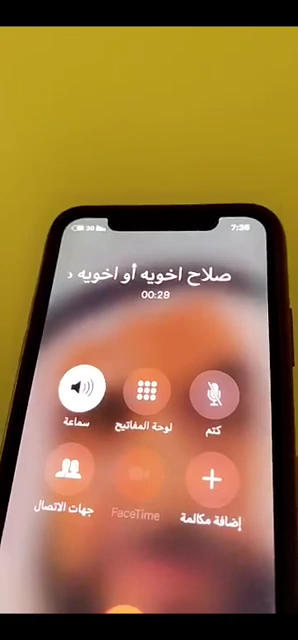 7:36
صلاح اخويه أو اخويه د
00:28
كتم
لوحة المفاتيح
سماعة
إضافة مكالمة
FaceTime
جهات الاتصال